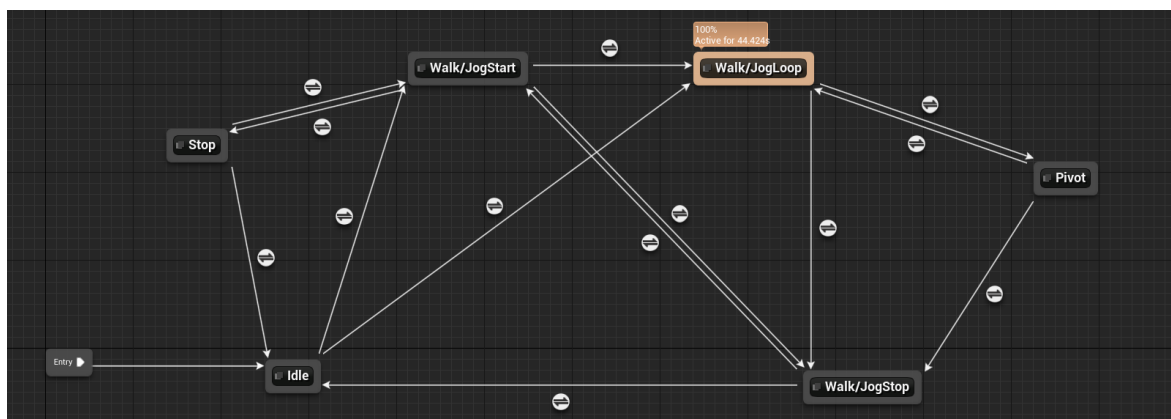 100%
Active for 44.424s
Walk/JogStart
Walk/JogLoop
Stop
Pivot
Entry
Idle
Walk/JogStop